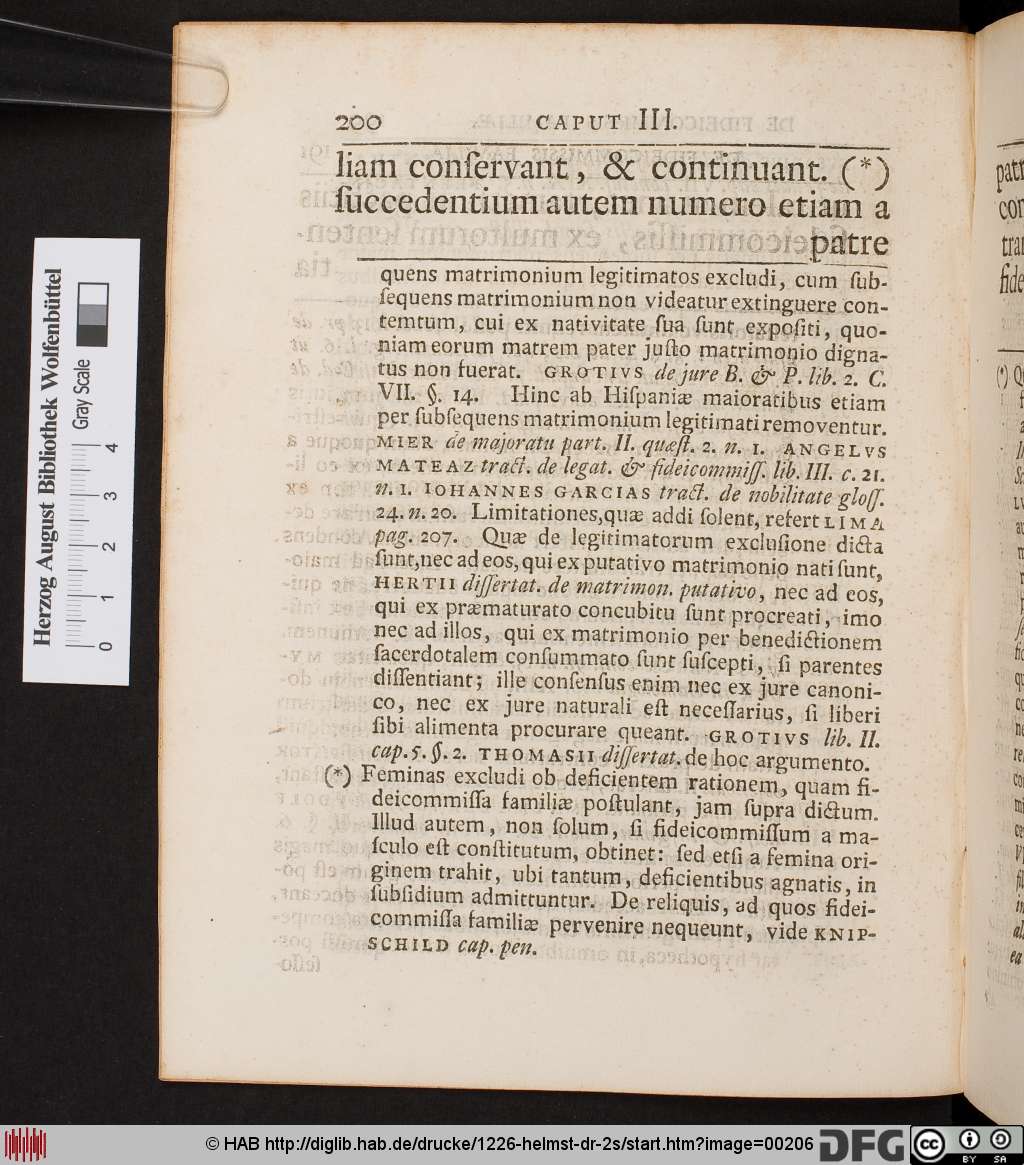 200 CAPUT III.
liam conſervant, & continuant. (*)
ſuccedentium autem numero etiam a
patre
quens matrimonium legitimatos excludi, cum ſub-
ſequens matrimonium non videatur extinguere con-
temtum, cui ex nativitate ſua ſunt expoſiti, quo-
niam eorum matrem pater juſto matrimonio digna-
tus non fuerat. GROTIVS de jure B. & P. lib. 2. C.
VII. §. 14. Hinc ab Hiſpaniæ maioratibus etiam
per ſubſequens matrimonium legitimati removentur.
MIER de majoratu part. II. quæſt. 2. n. 1. ANGELVS
MATEAZ tract. de legat. & fideicommiſſ. lib. III. c. 21.
n. 1. IOHANNES GARCIAS tract. de nobilitate gloſſ.
24. n. 20. Limitationes, quæ addi ſolent, refert LIMA
pag. 207. Quæ de legitimatorum excluſione dicta
ſunt, nec ad eos, qui ex putativo matrimonio nati ſunt,
HERTII diſſertat. de matrimon. putativo, nec ad eos,
qui ex præmaturato concubitu ſunt procreati, imo
nec ad illos, qui ex matrimonio per benedictionem
ſacerdotalem conſummato ſunt ſuſcepti, ſi parentes
diſſentiant; ille conſenſus enim nec ex jure canoni-
co, nec ex jure naturali eſt neceſſarius, ſi liberi
ſibi alimenta procurare queant. GROTIVS lib. II.
cap. 5. §. 2. THOMASII diſſertat. de hoc argumento.
(*) Feminas excludi ob deficientem rationem, quam fi-
deicommiſſa familiæ poſtulant, jam ſupra dictum.
Illud autem, non ſolum, ſi fideicommiſſum a ma-
ſculo eſt conſtitutum, obtinet: ſed etſi a femina ori-
ginem trahit, ubi tantum, deficientibus agnatis, in
ſubſidium admittuntur. De reliquis, ad quos fidei-
commiſſa familiæ pervenire nequeunt, vide KNIP-
SCHILD cap. pen.
Herzog August Bibliothek Wolfenbüttel
Gray Scale
0 1 2 3 4
© HAB http://diglib.hab.de/drucke/1226-helmst-dr-2s/start.htm?image=00206
DFG
cc BY SA